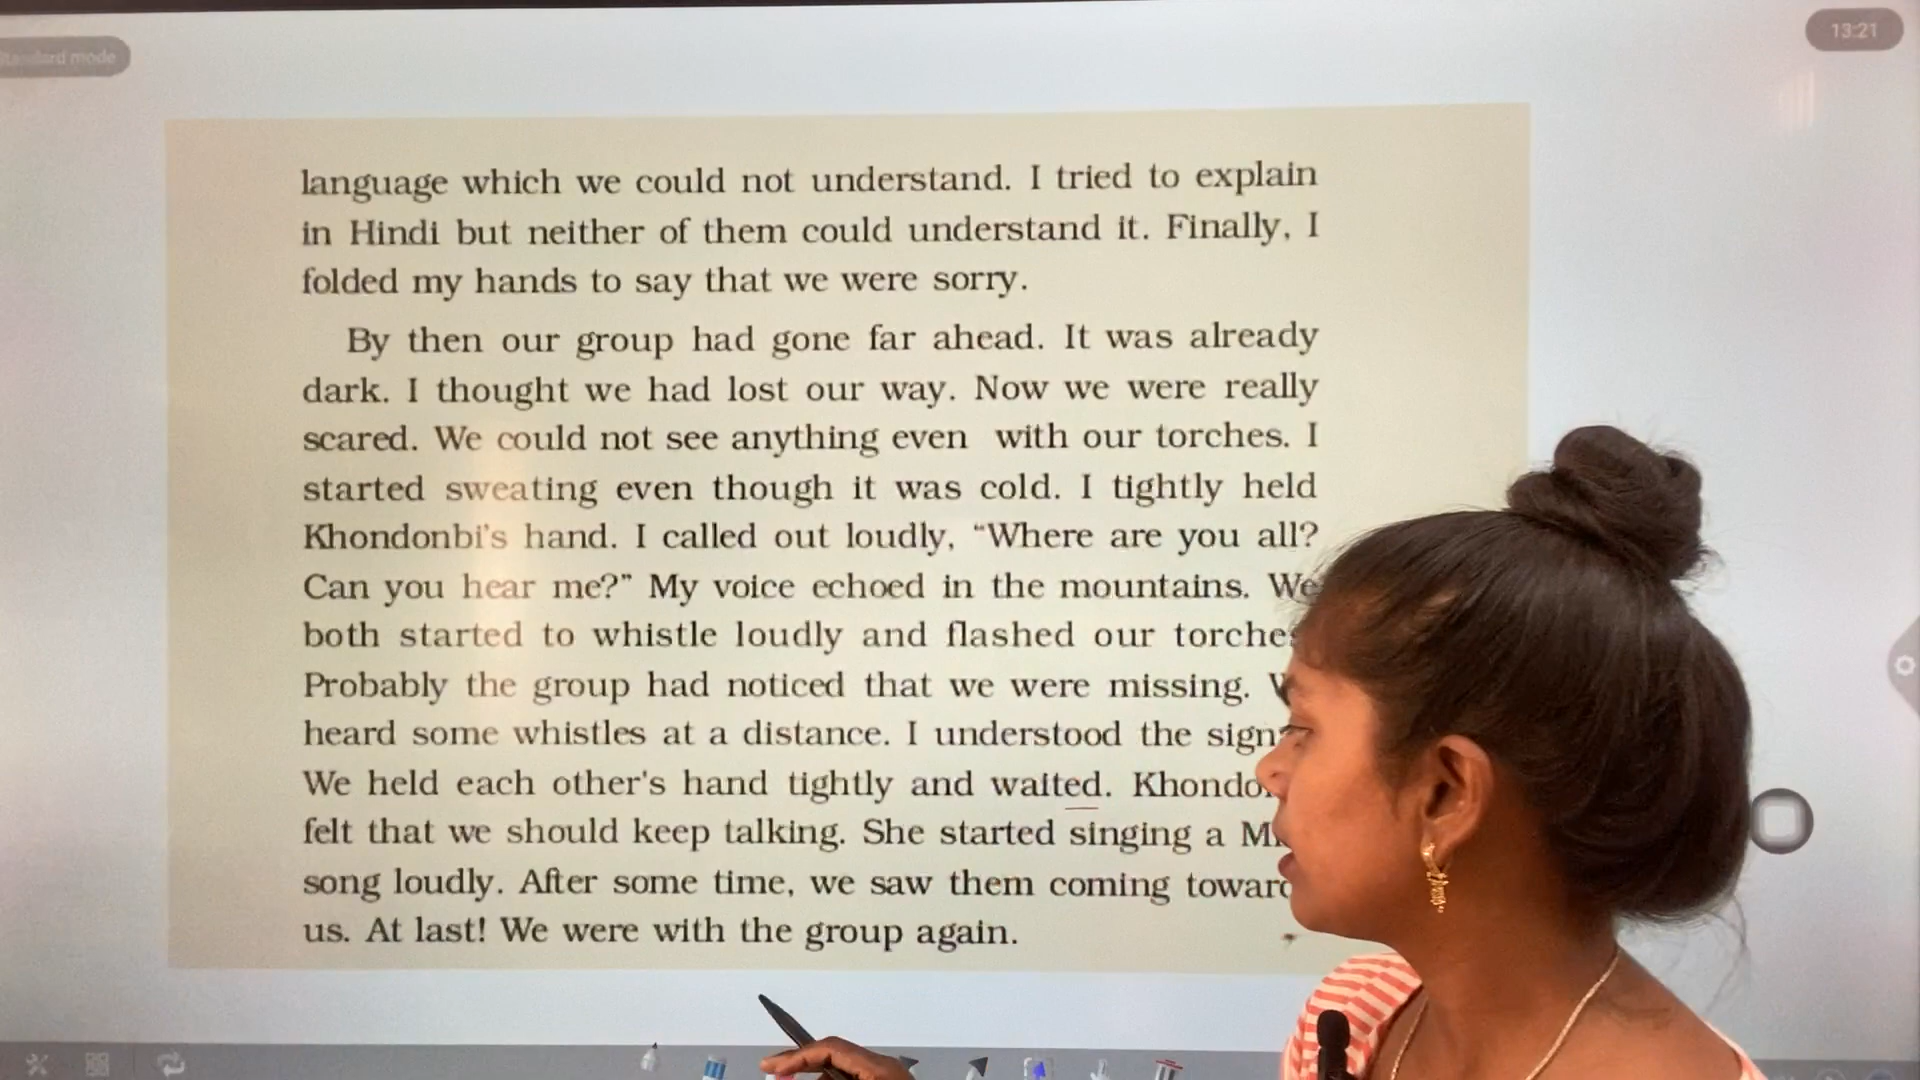 Standard mode
13:21
language which we could not understand. I tried to explain
in Hindi but neither of them could understand it. Finally, I
folded my hands to say that we were sorry.
By then our group had gone far ahead. It was already
dark. I thought we had lost our way. Now we were really
scared. We could not see anything even with our torches. I
started sweating even though it was cold. I tightly held
Khondonbi's hand. I called out loudly, “Where are you all?
Can you hear me?” My voice echoed in the mountains. We
both started to whistle loudly and flashed our
Probably the group had noticed that we were missing.
heard some whistles at a distance. I understood the
We held each other's hand tightly and waited.
felt that we should keep talking. She started singing a
song loudly. After some time, we saw them coming
us. At last! We were with the group again.